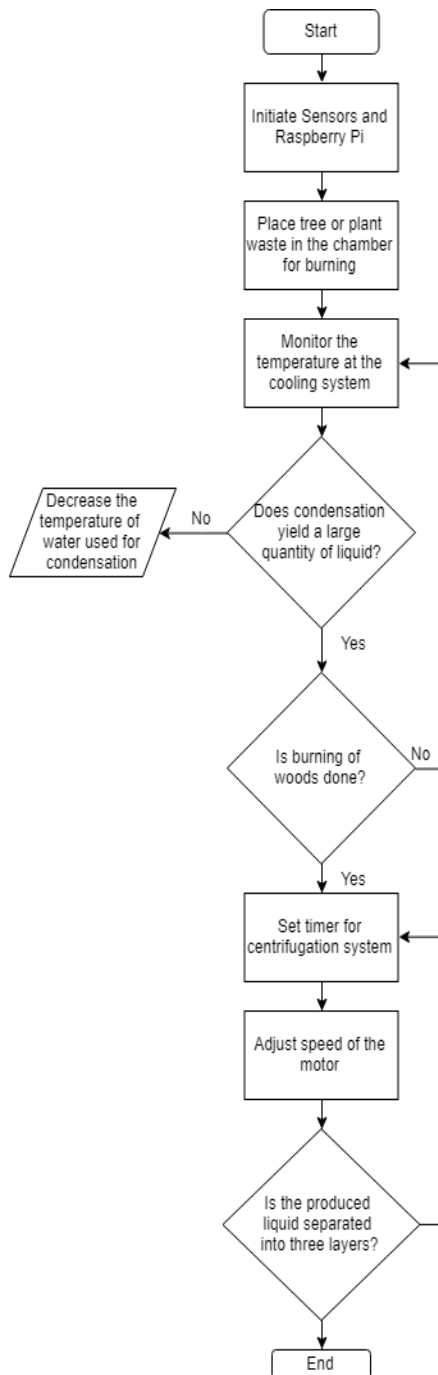 Start
Initiate Sensors and
Raspberry Pi
Place tree or plant
waste in the chamber
for burning
Monitor the
temperature at the
cooling system
Decrease the
temperature of
water used for
condensation
No
Does condensation
yield a large
quantity of liquid?
Yes
Is burning of
woods done?
No
Yes
Set timer for
centrifugation system
Adjust speed of the
motor
Is the produced
liquid separated
into three layers?
End